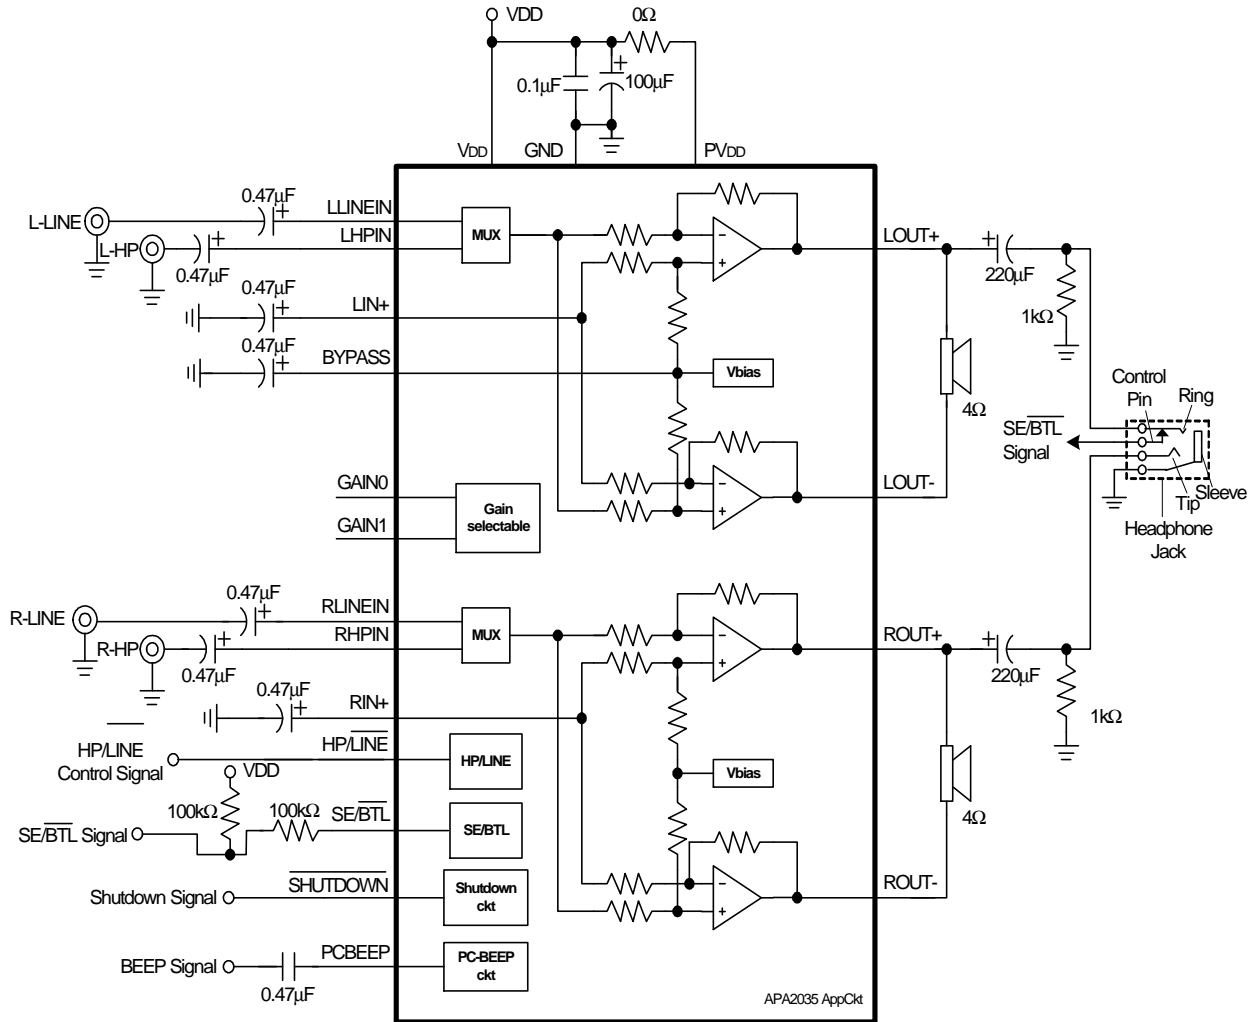 VDD
0Ω
0.1µF
100µF
VDD
GND
PVDD
L-LINE
0.47µF
LLINEIN
L-HP
0.47µF
LHPIN
MUX
0.47µF
LIN+
0.47µF
BYPASS
Vbias
GAIN0
GAIN1
Gain
selectable
LOUT+
220µF
1kΩ
4Ω
LOUT-
Control
Pin
Ring
SE/BTL
Signal
Tip
Sleeve
Headphone
Jack
R-LINE
0.47µF
RLINEIN
R-HP
0.47µF
RHPIN
MUX
0.47µF
RIN+
HP/LINE
Control Signal
HP/LINE
HP/LINE
VDD
100kΩ
100kΩ
SE/BTL Signal
SE/BTL
SE/BTL
Shutdown Signal
SHUTDOWN
Shutdown
ckt
BEEP Signal
0.47µF
PCBEEP
PC-BEEP
ckt
Vbias
ROUT+
220µF
1kΩ
4Ω
ROUT-
APA2035 AppCkt